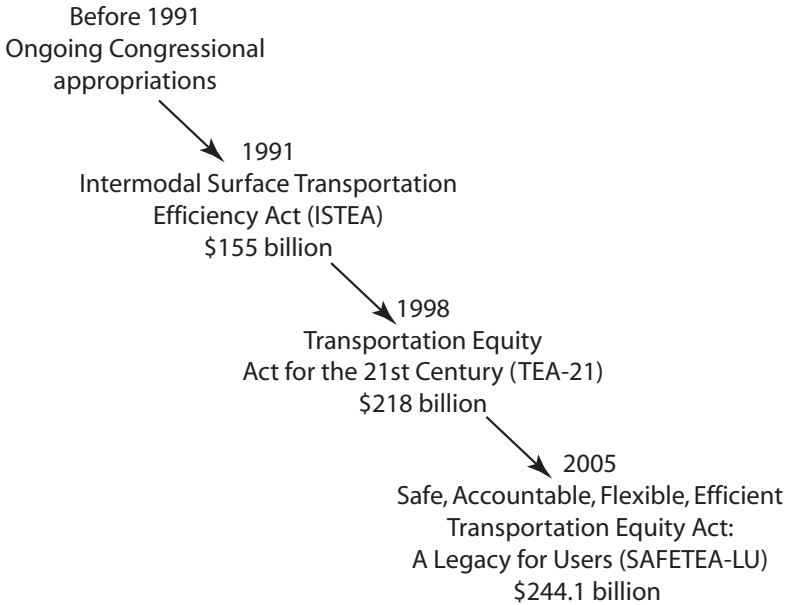 Before 1991
Ongoing Congressional
appropriations
1991
Intermodal Surface Transportation
Efficiency Act (ISTEA)
$155 billion
1998
Transportation Equity
Act for the 21st Century (TEA-21)
$218 billion
2005
Safe, Accountable, Flexible, Efficient
Transportation Equity Act:
A Legacy for Users (SAFETEA-LU)
$244.1 billion